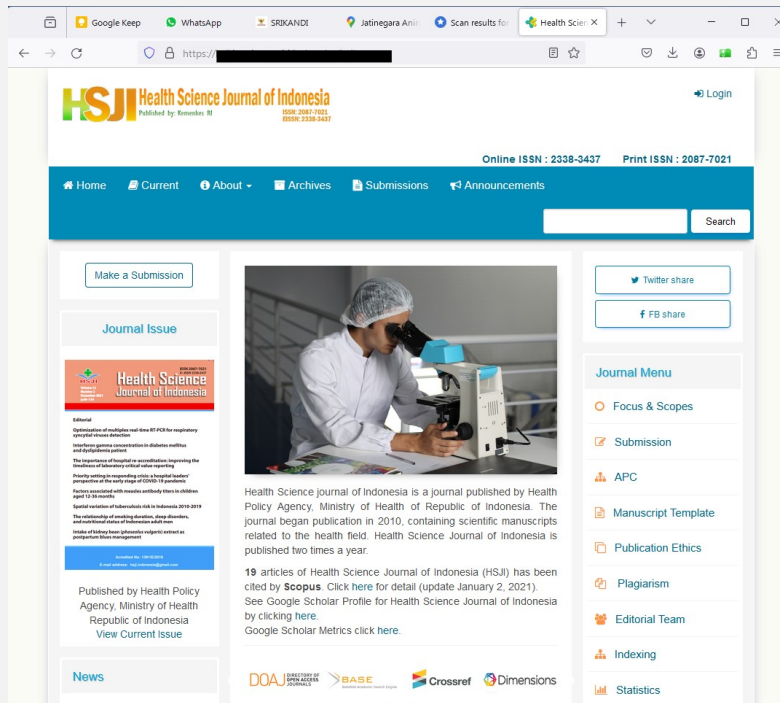 Google Keep
WhatsApp
SRIKANDI
Jatinegara Anim
Scan results for
Health Scien
https://
HSJI
Health Science Journal of Indonesia
Published by: Kemenkes RI
ISSN: 2087-7021
EISSN: 2338-3437
Login
Online ISSN : 2338-3437 Print ISSN : 2087-7021
Home
Current
About
Archives
Submissions
Announcements
Search
Make a Submission
Journal Issue
HSJI
Health Science
Journal of Indonesia
Editorial
Optimization of multiplex real-time RT-PCR for respiratory
syncytial viruses detection
Interferon gamma concentration in diabetes mellitus
and dyslipidemia patient
The importance of hospital re-accreditation: improving the
timeliness of laboratory critical value reporting
Priority setting in responding crisis: a hospital leaders'
perspective at the early stage of COVID-19 pandemic
Factors associated with measles antibody titers in children
aged 12-36 months
Spatial variation of tuberculosis risk in Indonesia 2010-2019
The relationship of smoking duration, sleep disorders,
and nutritional status of Indonesian adult men
Intake of kidney bean (phaseolus vulgaris) extract as
postpartum blues management
Published by Health Policy
Agency, Ministry of Health
Republic of Indonesia
View Current Issue
News
Health Science journal of Indonesia is a journal published by Health
Policy Agency, Ministry of Health of Republic of Indonesia. The
journal began publication in 2010, containing scientific manuscripts
related to the health field. Health Science Journal of Indonesia is
published two times a year.
19 articles of Health Science Journal of Indonesia (HSJI) has been
cited by Scopus. Click here for detail (update January 2, 2021).
See Google Scholar Profile for Health Science Journal of Indonesia
by clicking here.
Google Scholar Metrics click here.
DOAJ DIRECTORY OF OPEN ACCESS JOURNALS
BASE
Crossref
Dimensions
Twitter share
FB share
Journal Menu
Focus & Scopes
Submission
APC
Manuscript Template
Publication Ethics
Plagiarism
Editorial Team
Indexing
Statistics